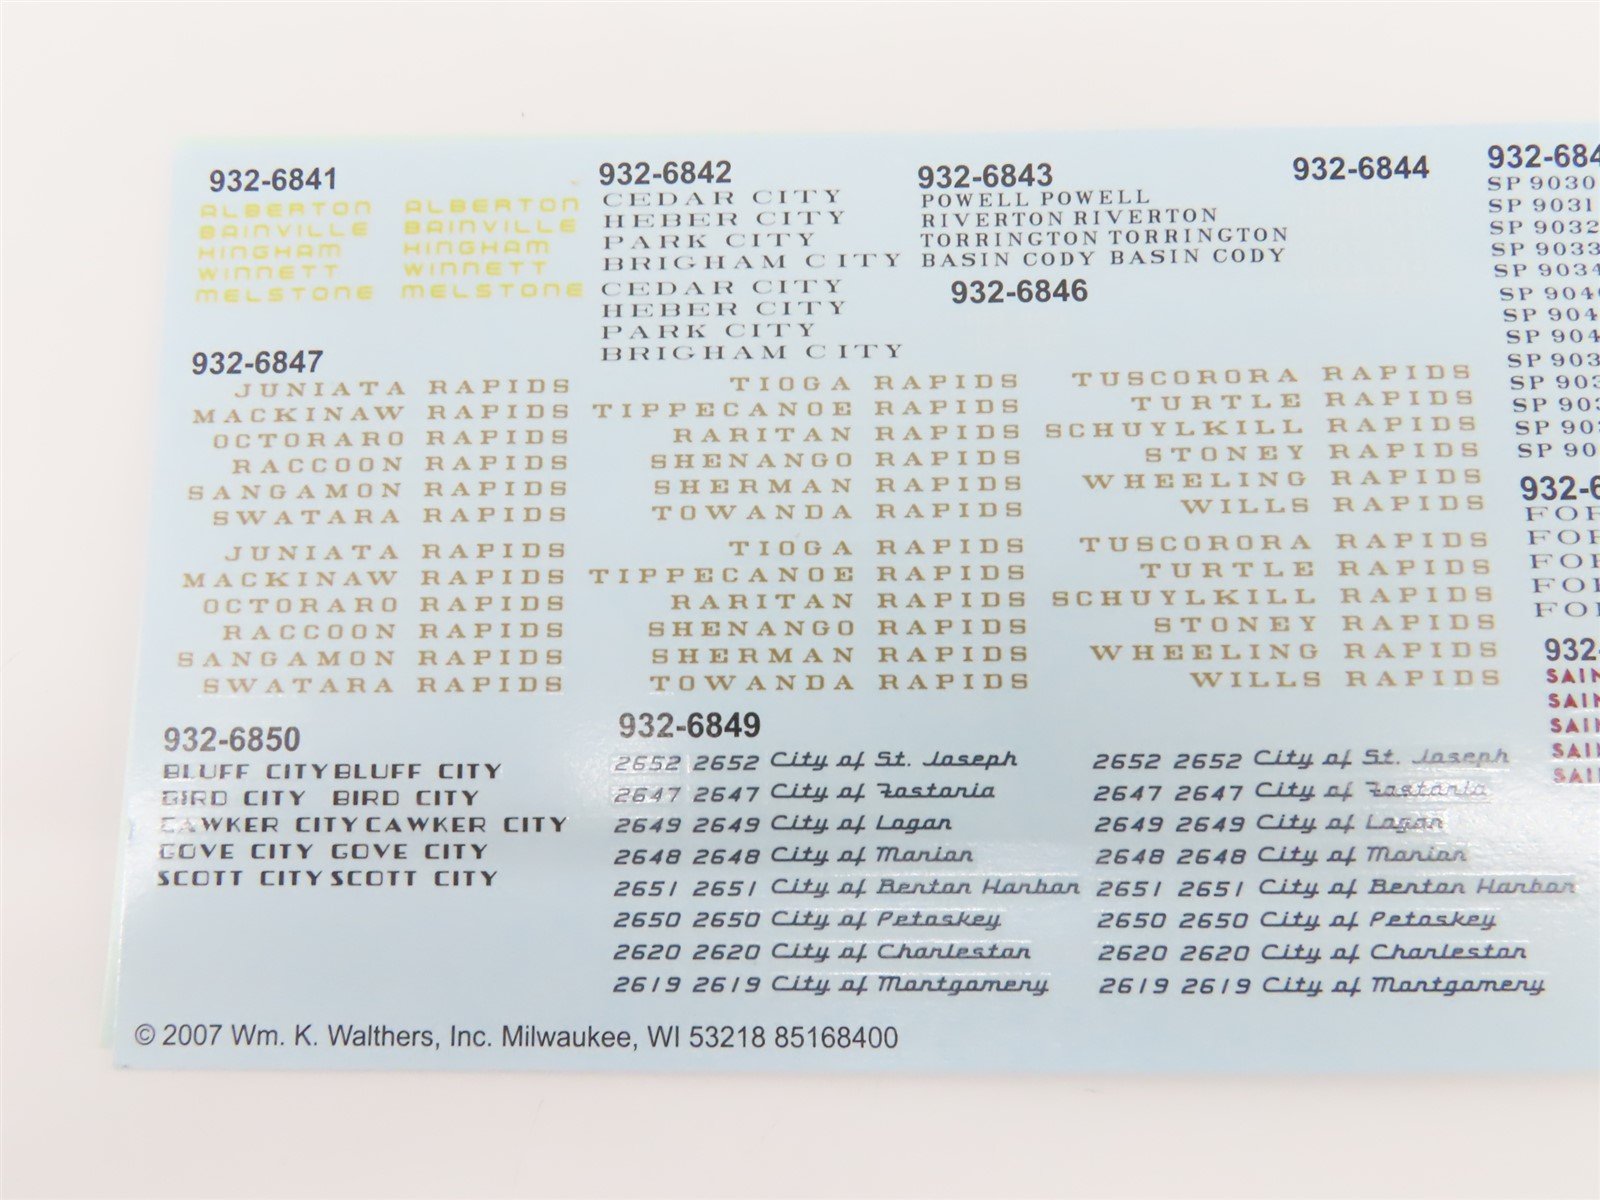 932-6841
ALBERTON ALBERTON
BAINVILLE BAINVILLE
HINGHAM HINGHAM
WINNETT WINNETT
MELSTONE MELSTONE
932-6842
CEDAR CITY
HEBER CITY
PARK CITY
BRIGHAM CITY
CEDAR CITY
HEBER CITY
PARK CITY
BRIGHAM CITY
932-6843
POWELL POWELL
RIVERTON RIVERTON
TORRINGTON TORRINGTON
BASIN CODY BASIN CODY
932-6844
932-6846
SP 9030
SP 9031
SP 9032
SP 9033
SP 9034
932-6847
JUNIATA RAPIDS
MACKINAW RAPIDS
OCTORARO RAPIDS
RACCOON RAPIDS
SANGAMON RAPIDS
SWATARA RAPIDS
JUNIATA RAPIDS
MACKINAW RAPIDS
OCTORARO RAPIDS
RACCOON RAPIDS
SANGAMON RAPIDS
SWATARA RAPIDS
TIOGA RAPIDS
TIPPECANOE RAPIDS
RARITAN RAPIDS
SHENANGO RAPIDS
SHERMAN RAPIDS
TOWANDA RAPIDS
TIOGA RAPIDS
TIPPECANOE RAPIDS
RARITAN RAPIDS
SHENANGO RAPIDS
SHERMAN RAPIDS
TOWANDA RAPIDS
TUSCORORA RAPIDS
TURTLE RAPIDS
SCHUYLKILL RAPIDS
STONEY RAPIDS
WHEELING RAPIDS
WILLS RAPIDS
TUSCORORA RAPIDS
TURTLE RAPIDS
SCHUYLKILL RAPIDS
STONEY RAPIDS
WHEELING RAPIDS
WILLS RAPIDS
932-6850
BLUFF CITY BLUFF CITY
BIRD CITY BIRD CITY
CAWKER CITY CAWKER CITY
GOVE CITY GOVE CITY
SCOTT CITY SCOTT CITY
932-6849
2652 2652 City of St. Joseph
2647 2647 City of Fostoria
2649 2649 City of Logan
2648 2648 City of Marion
2651 2651 City of Benton Harbor
2650 2650 City of Petoskey
2620 2620 City of Charleston
2619 2619 City of Montgomery
2652 2652 City of St. Joseph
2647 2647 City of Fostoria
2649 2649 City of Logan
2648 2648 City of Marion
2651 2651 City of Benton Harbor
2650 2650 City of Petoskey
2620 2620 City of Charleston
2619 2619 City of Montgomery
© 2007 Wm. K. Walthers, Inc. Milwaukee, WI 53218 85168400